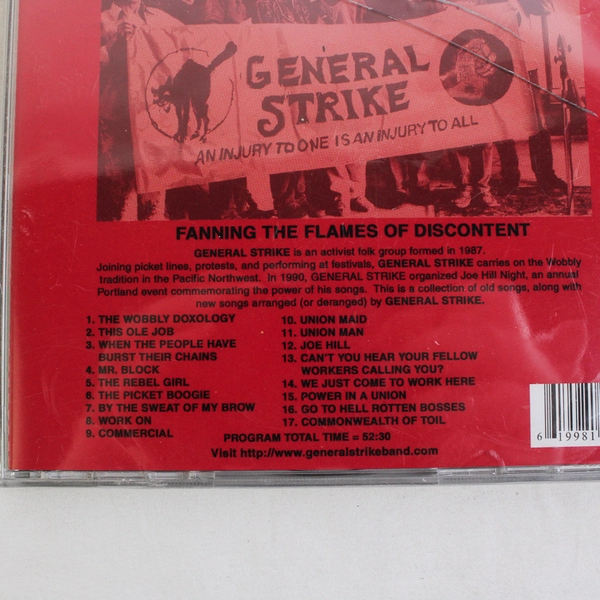 GENERAL
STRIKE
AN INJURY TO ONE IS AN INJURY TO ALL
FANNING THE FLAMES OF DISCONTENT
GENERAL STRIKE is an activist folk group formed in 1987.
Joining picket lines, protests, and performing at festivals, GENERAL STRIKE carries on the Wobbly
tradition in the Pacific Northwest. In 1990, GENERAL STRIKE organized Joe Hill Night, an annual
Portland event commemorating the power of his songs. This is a collection of old songs, along with
new songs arranged (or deranged) by GENERAL STRIKE.
1. THE WOBBLY DOXOLOGY
2. THIS OLE JOB
3. WHEN THE PEOPLE HAVE
BURST THEIR CHAINS
4. MR. BLOCK
5. THE REBEL GIRL
6. THE PICKET BOOGIE
7. BY THE SWEAT OF MY BROW
8. WORK ON
9. COMMERCIAL
10. UNION MAID
11. UNION MAN
12. JOE HILL
13. CAN'T YOU HEAR YOUR FELLOW
WORKERS CALLING YOU?
14. WE JUST COME TO WORK HERE
15. POWER IN A UNION
16. GO TO HELL ROTTEN BOSSES
17. COMMONWEALTH OF TOIL
PROGRAM TOTAL TIME = 52:30
Visit http://www.generalstrikeband.com
6 19981